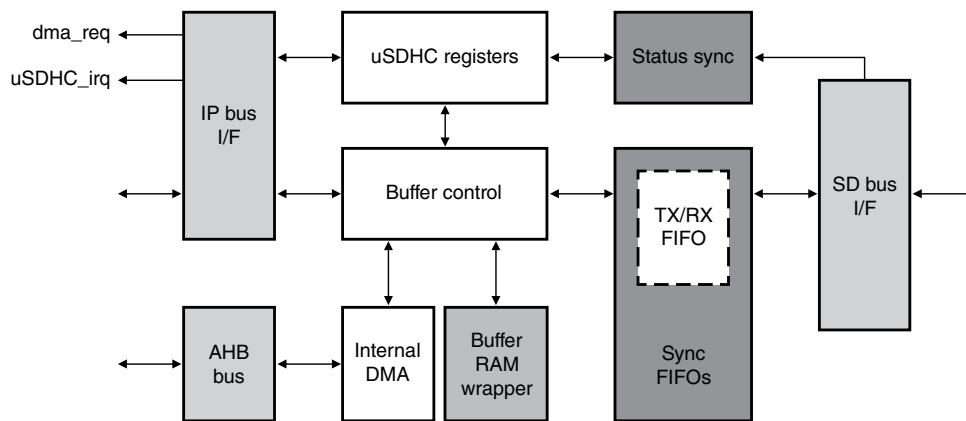 dma_req
uSDHC_irq
IP bus
I/F
uSDHC registers
Status sync
Buffer control
TX/RX
FIFO
SD bus
I/F
AHB
bus
Internal
DMA
Buffer
RAM
wrapper
Sync
FIFOs